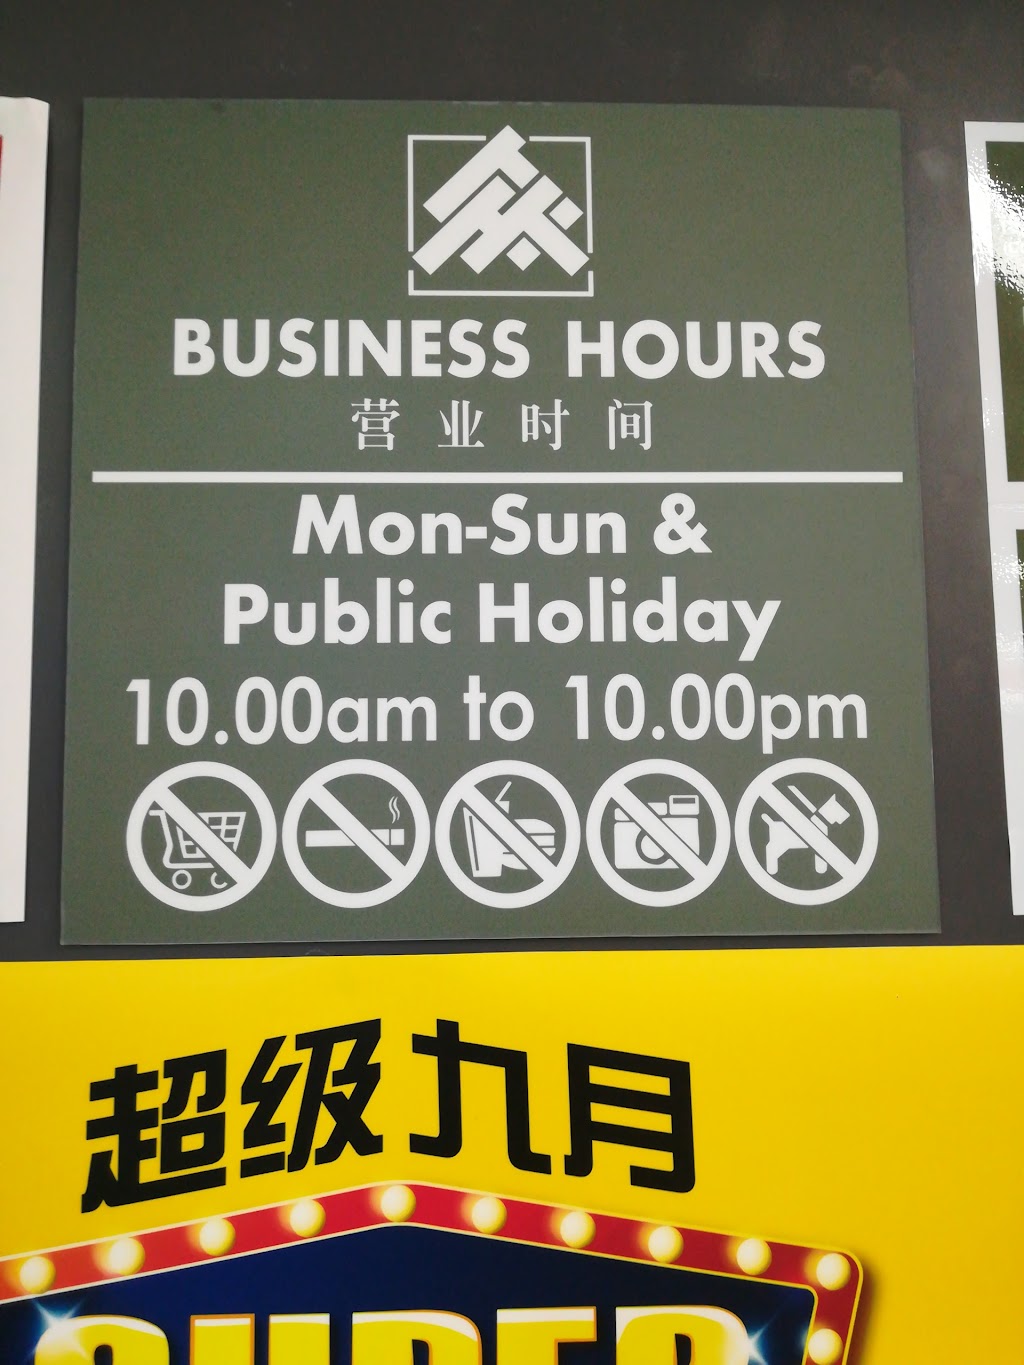 BUSINESS HOURS
营业时间
Mon-Sun &
Public Holiday
10.00am to 10.00pm
超级九月
SUPER